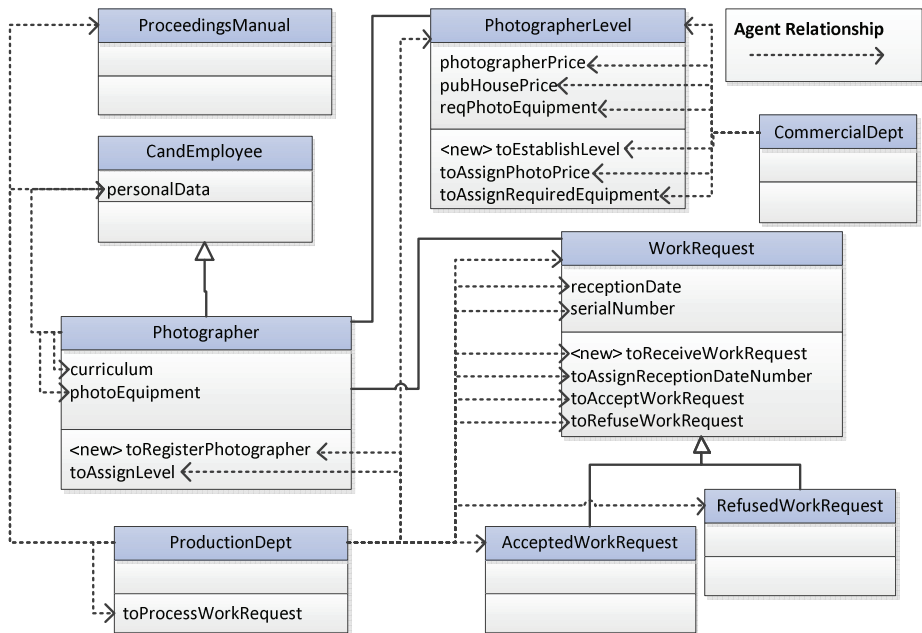 ProceedingsManual
PhotographerLevel
photographerPrice
pubHousePrice
reqPhotoEquipment
<new> toEstablishLevel
toAssignPhotoPrice
toAssignRequiredEquipment
Agent Relationship
CommercialDept
CandEmployee
personalData
WorkRequest
receptionDate
serialNumber
<new> toReceiveWorkRequest
toAssignReceptionDateNumber
toAcceptWorkRequest
toRefuseWorkRequest
Photographer
curriculum
photoEquipment
<new> toRegisterPhotographer
toAssignLevel
ProductionDept
toProcessWorkRequest
AcceptedWorkRequest
RefusedWorkRequest